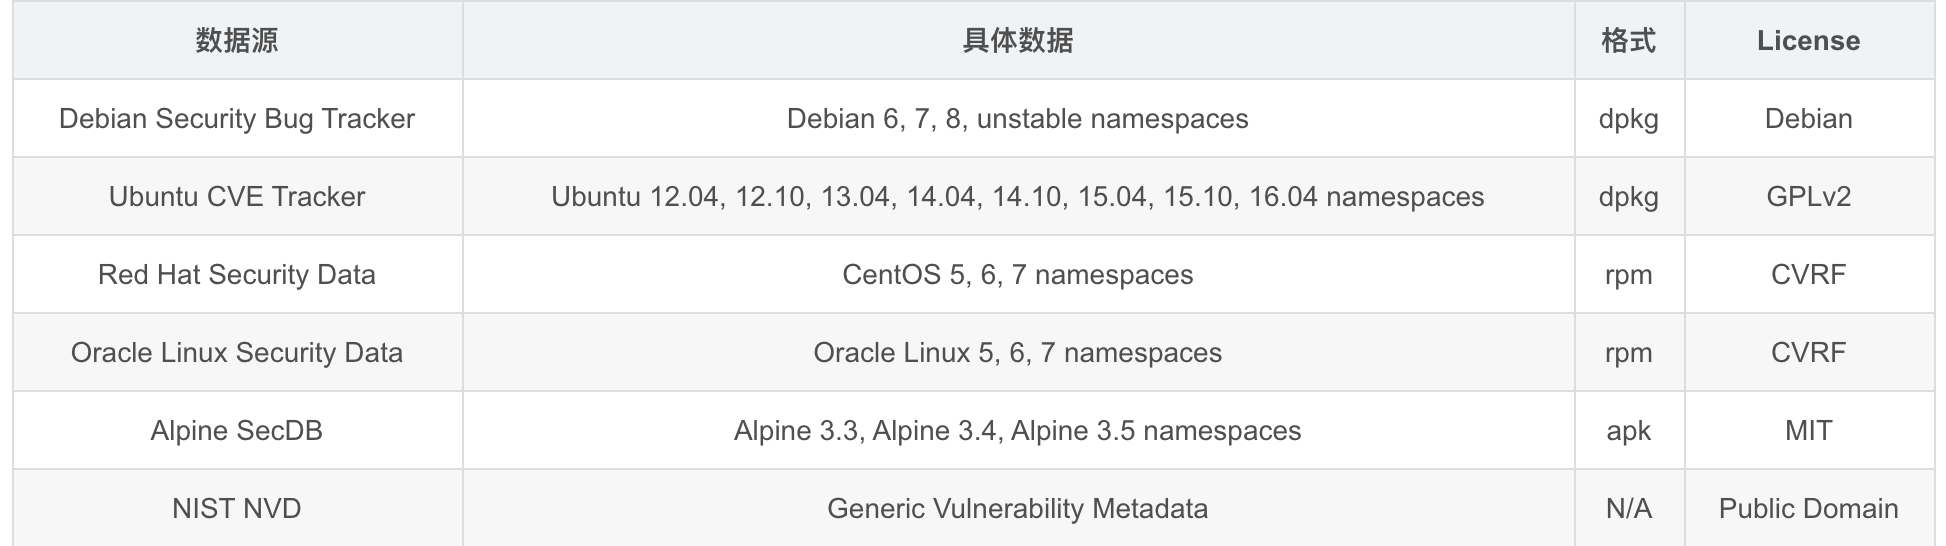 数据源 具体数据 格式 License
Debian Security Bug Tracker Debian 6, 7, 8, unstable namespaces dpkg Debian
Ubuntu CVE Tracker Ubuntu 12.04, 12.10, 13.04, 14.04, 14.10, 15.04, 15.10, 16.04 namespaces dpkg GPLv2
Red Hat Security Data CentOS 5, 6, 7 namespaces rpm CVRF
Oracle Linux Security Data Oracle Linux 5, 6, 7 namespaces rpm CVRF
Alpine SecDB Alpine 3.3, Alpine 3.4, Alpine 3.5 namespaces apk MIT
NIST NVD Generic Vulnerability Metadata N/A Public Domain